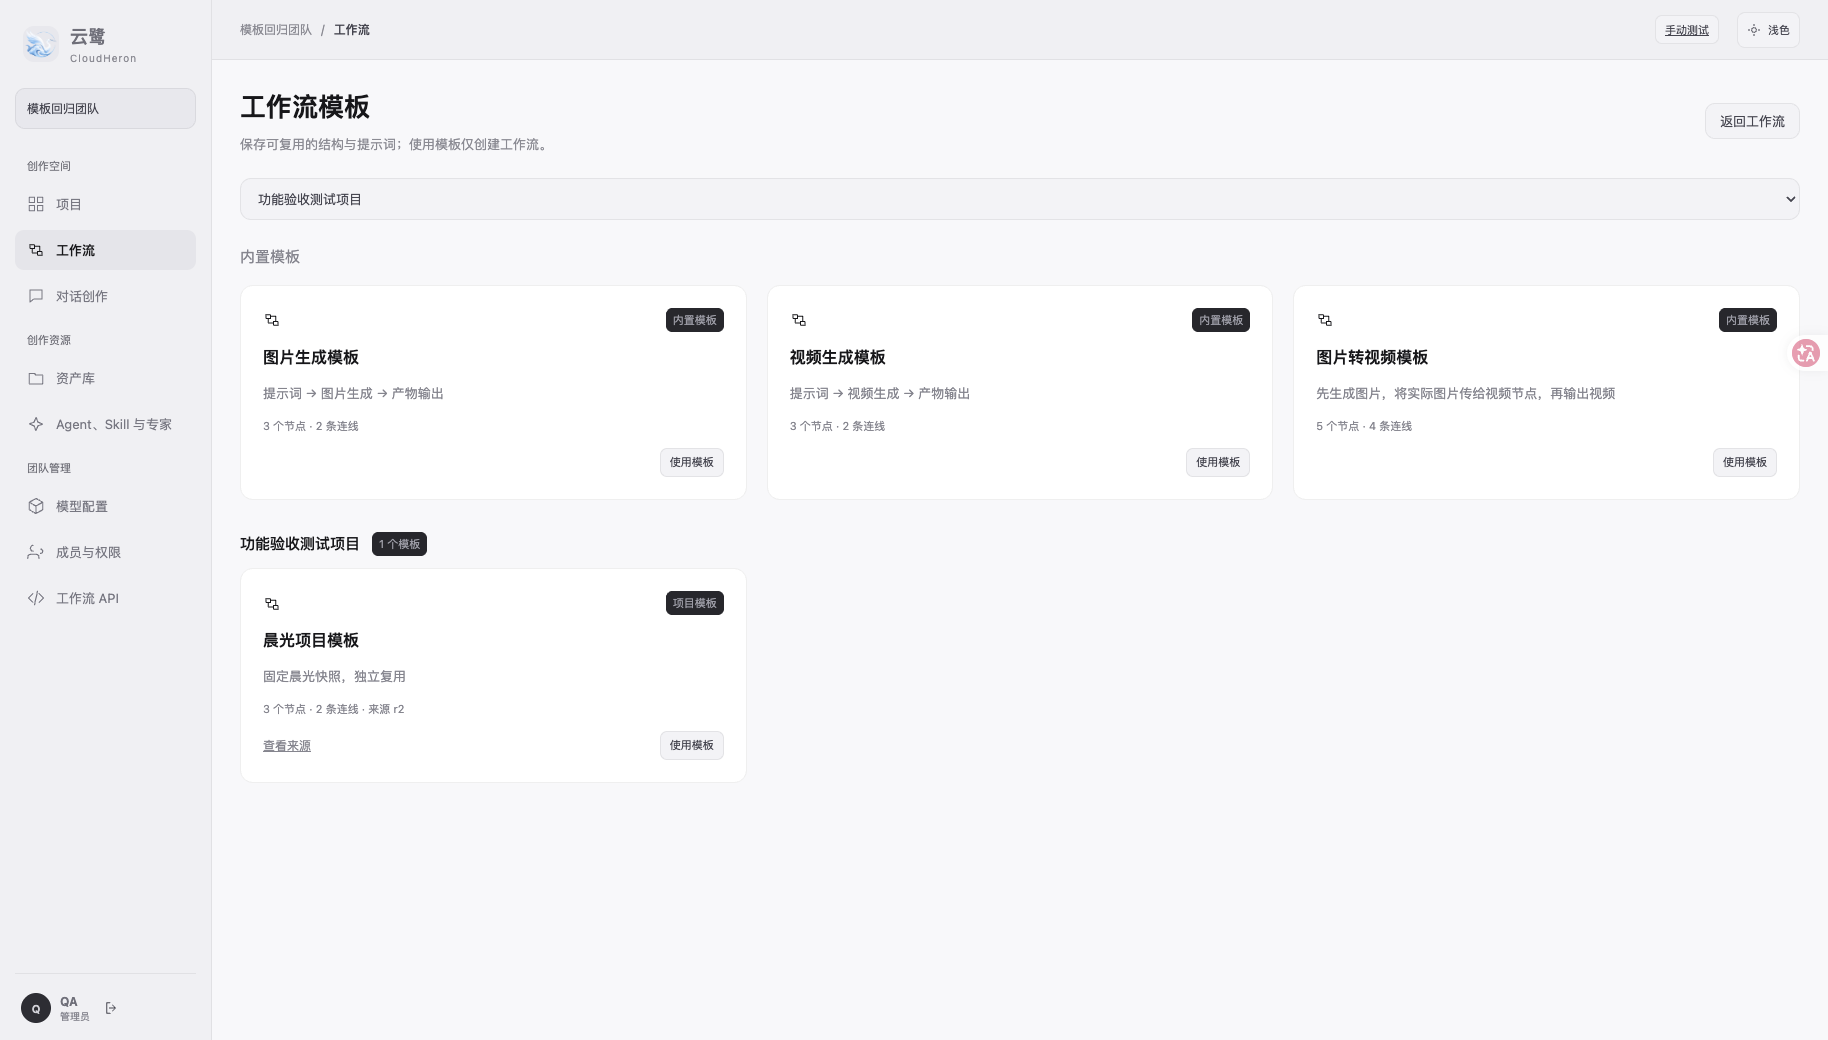 云鹭
CloudHeron
模板回归团队
创作空间
项目
工作流
对话创作
创作资源
资产库
Agent、Skill 与专家
团队管理
模型配置
成员与权限
工作流 API
Q
QA
管理员
模板回归团队 / 工作流
手动测试
浅色
工作流模板
保存可复用的结构与提示词；使用模板仅创建工作流。
返回工作流
功能验收测试项目
内置模板
内置模板
图片生成模板
提示词 → 图片生成 → 产物输出
3 个节点 · 2 条连线
使用模板
内置模板
视频生成模板
提示词 → 视频生成 → 产物输出
3 个节点 · 2 条连线
使用模板
内置模板
图片转视频模板
先生成图片，将实际图片传给视频节点，再输出视频
5 个节点 · 4 条连线
使用模板
功能验收测试项目
1 个模板
项目模板
晨光项目模板
固定晨光快照，独立复用
3 个节点 · 2 条连线 · 来源 r2
查看来源
使用模板